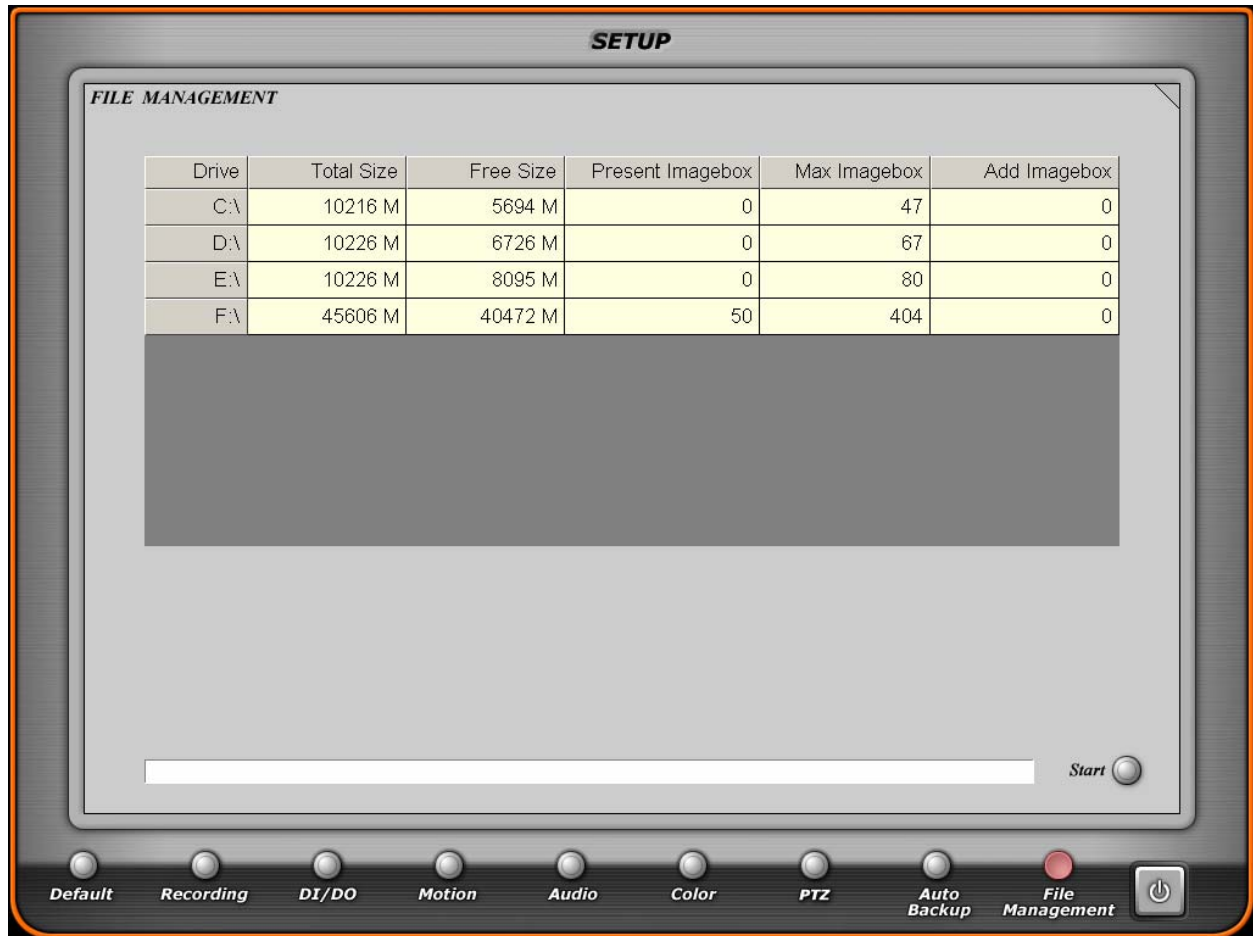 SETUP
FILE MANAGEMENT
Drive Total Size Free Size Present Imagebox Max Imagebox Add Imagebox
C:\ 10216 M 5694 M 0 47 0
D:\ 10226 M 6726 M 0 67 0
E:\ 10226 M 8095 M 0 80 0
F:\ 45606 M 40472 M 50 404 0
Start
Default Recording DI/DO Motion Audio Color PTZ Auto Backup File Management